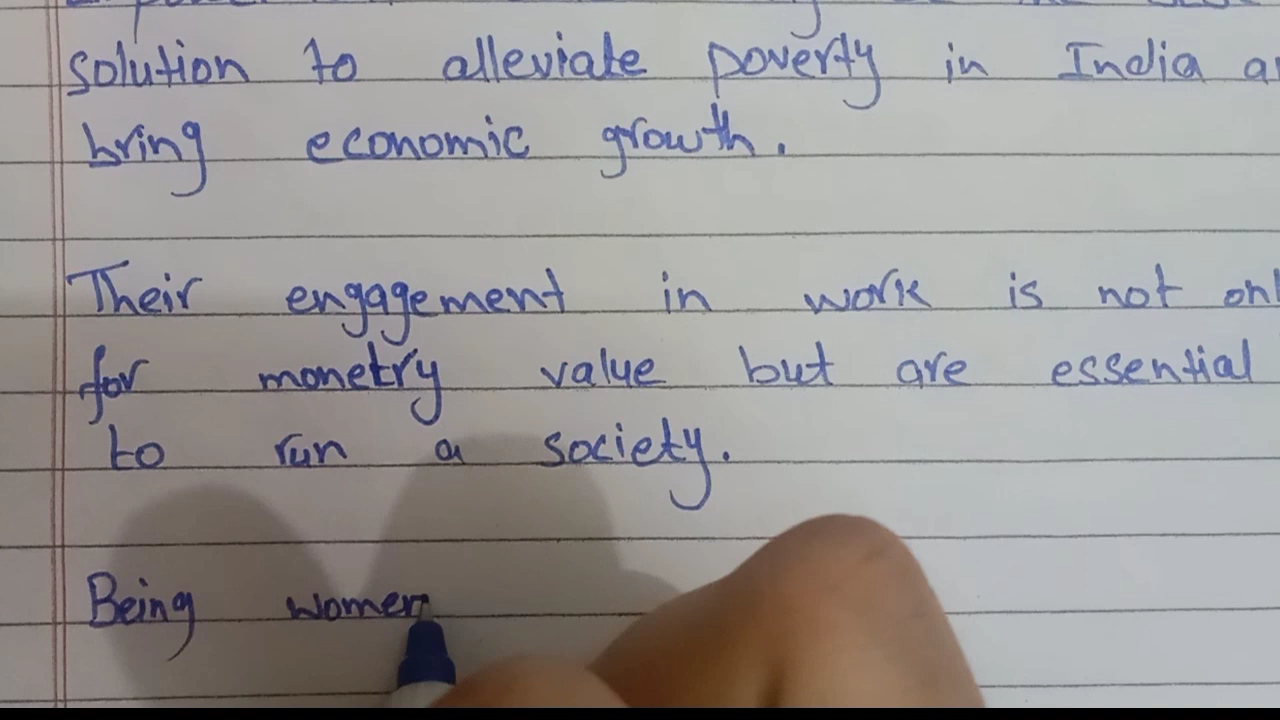 solution to alleviate poverty in India
bring economic growth.
Their engagement in work is not
for monetry value but are essential
to run a society.
Being women